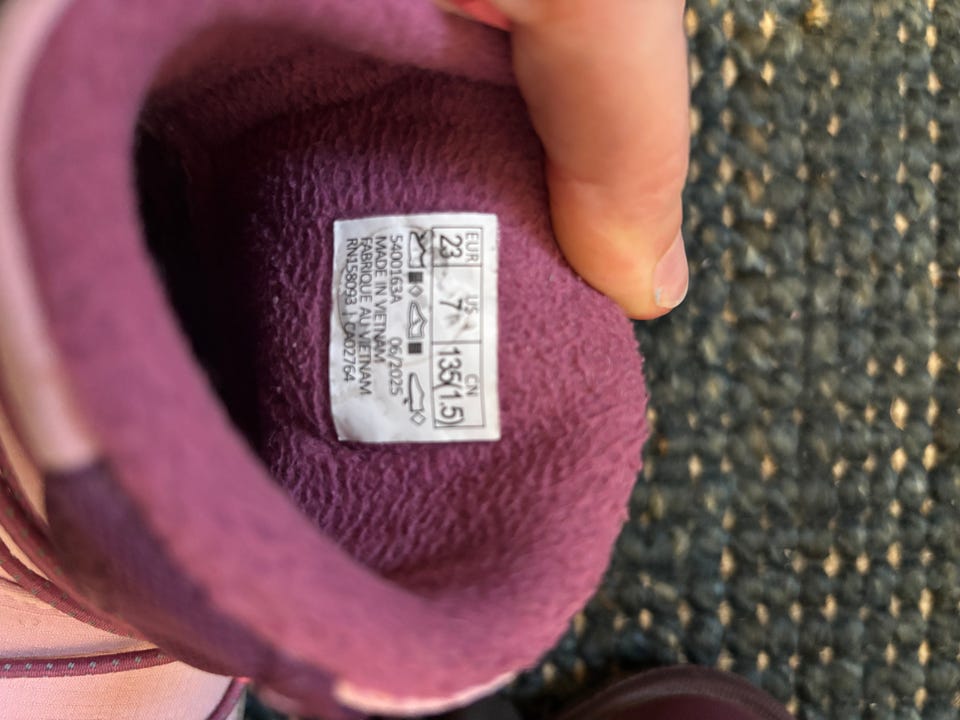 EUR US CN
23 7 135(1.5)
5400163A 06/2025
MADE IN VIETNAM
FABRIQUE AU VIETNAM
RN158093 | CA02764